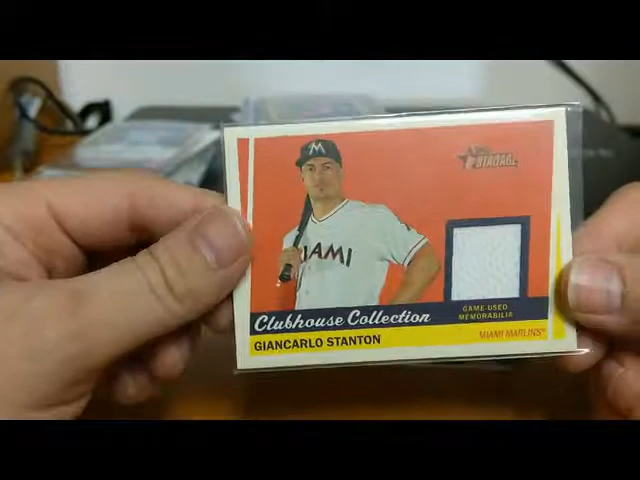 M
HERITAGE
MIAMI
GAME-USED
MEMORABILIA
Clubhouse Collection
GIANCARLO STANTON
MIAMI MARLINS